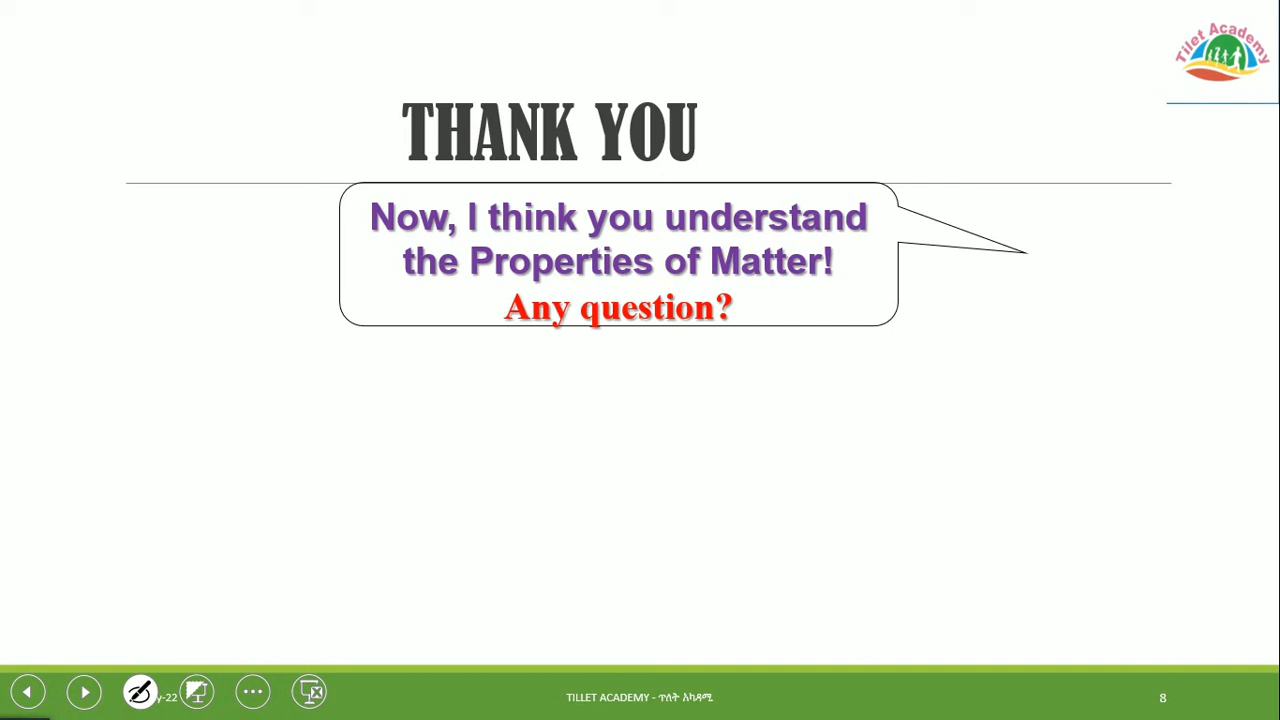 Tilet Academy
THANK YOU
Now, I think you understand
the Properties of Matter!
Any question?
y-22
TILLET ACADEMY - ጥለት አካዳሚ
8